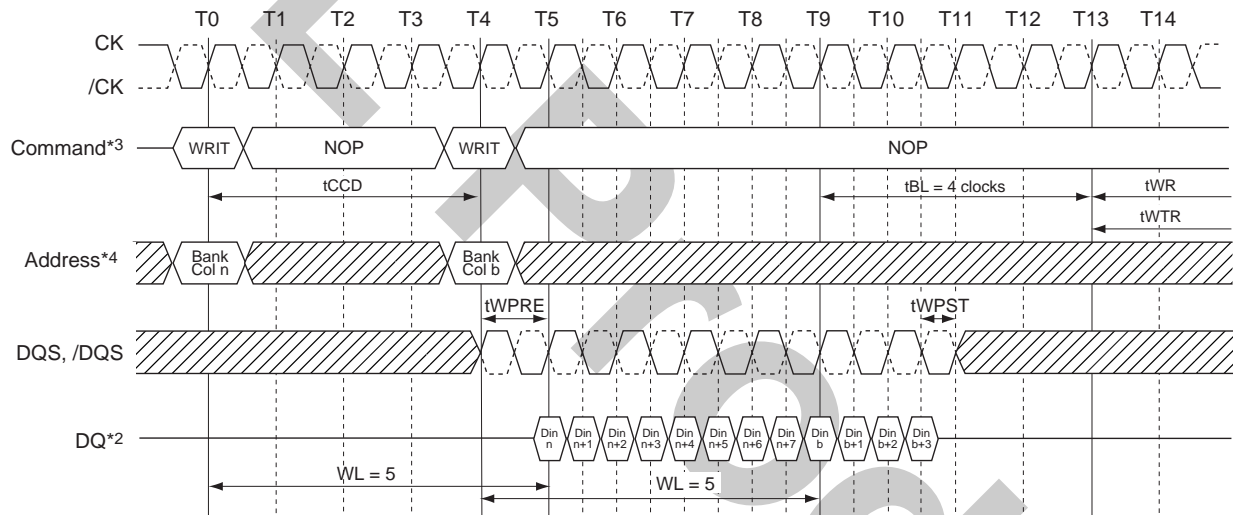 T0 T1 T2 T3 T4 T5 T6 T7 T8 T9 T10 T11 T12 T13 T14
CK
/CK
Command*3 WRIT NOP WRIT NOP
tCCD tBL = 4 clocks tWR
tWTR
Address*4 Bank Col n Bank Col b
tWPRE tWPST
DQS, /DQS
DQ*2 Din n Din n+1 Din n+2 Din n+3 Din n+4 Din n+5 Din n+6 Din n+7 Din b Din b+1 Din b+2 Din b+3
WL = 5 WL = 5